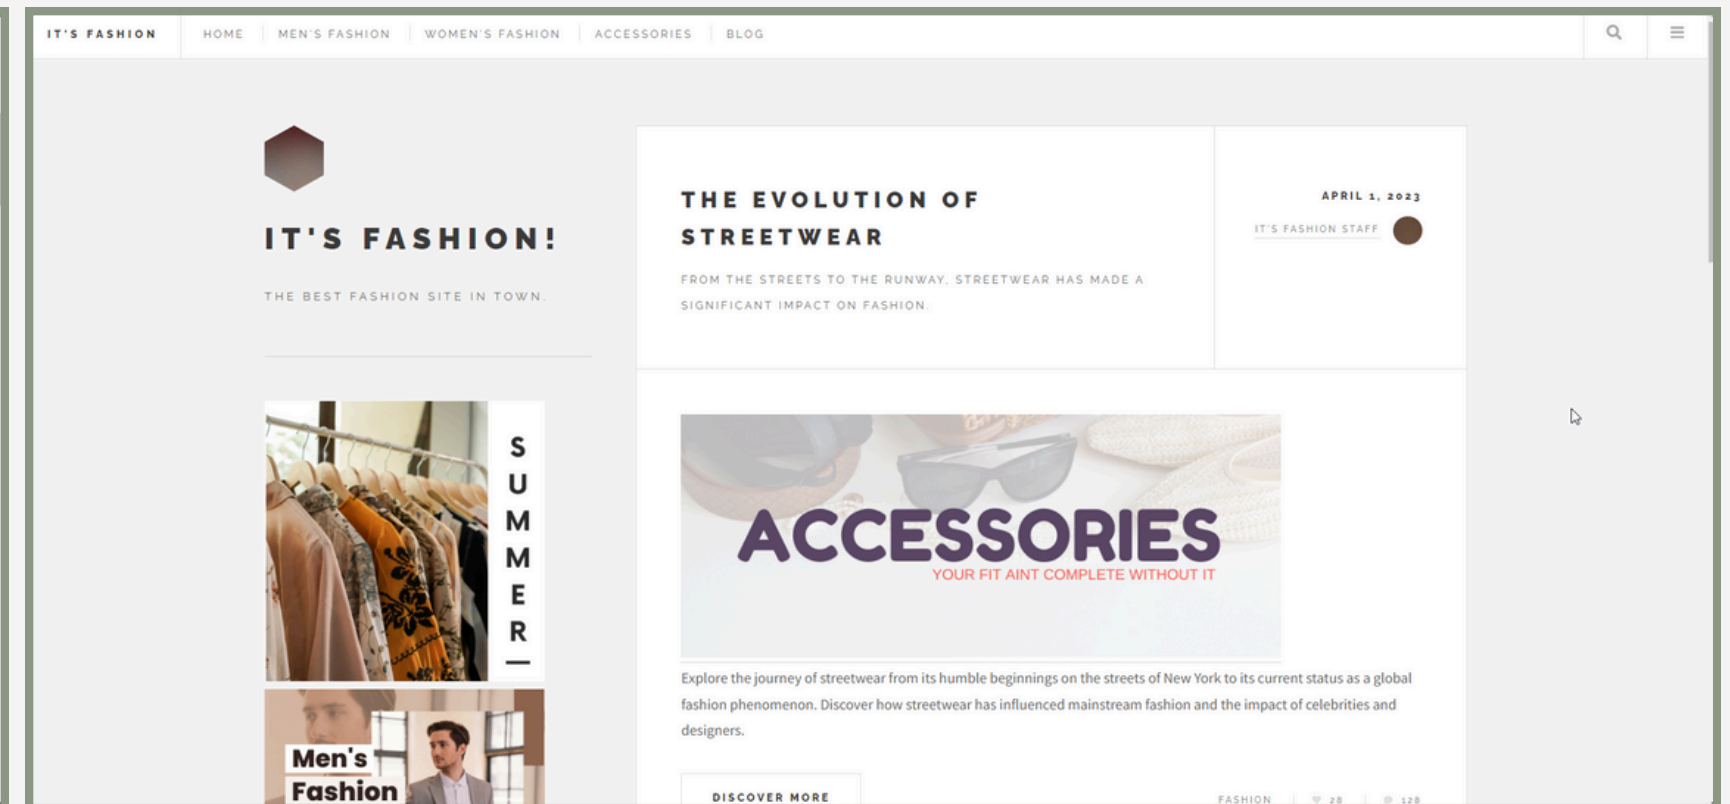 IT'S FASHION
HOME
MEN'S FASHION
WOMEN'S FASHION
ACCESSORIES
BLOG
IT'S FASHION!
THE BEST FASHION SITE IN TOWN.
SUMMER
Men's
Fashion
THE EVOLUTION OF
STREETWEAR
FROM THE STREETS TO THE RUNWAY, STREETWEAR HAS MADE A
SIGNIFICANT IMPACT ON FASHION.
APRIL 1, 2023
IT'S FASHION STAFF
ACCESSORIES
YOUR FIT AINT COMPLETE WITHOUT IT
Explore the journey of streetwear from its humble beginnings on the streets of New York to its current status as a global
fashion phenomenon. Discover how streetwear has influenced mainstream fashion and the impact of celebrities and
designers.
DISCOVER MORE
FASHION
28
128